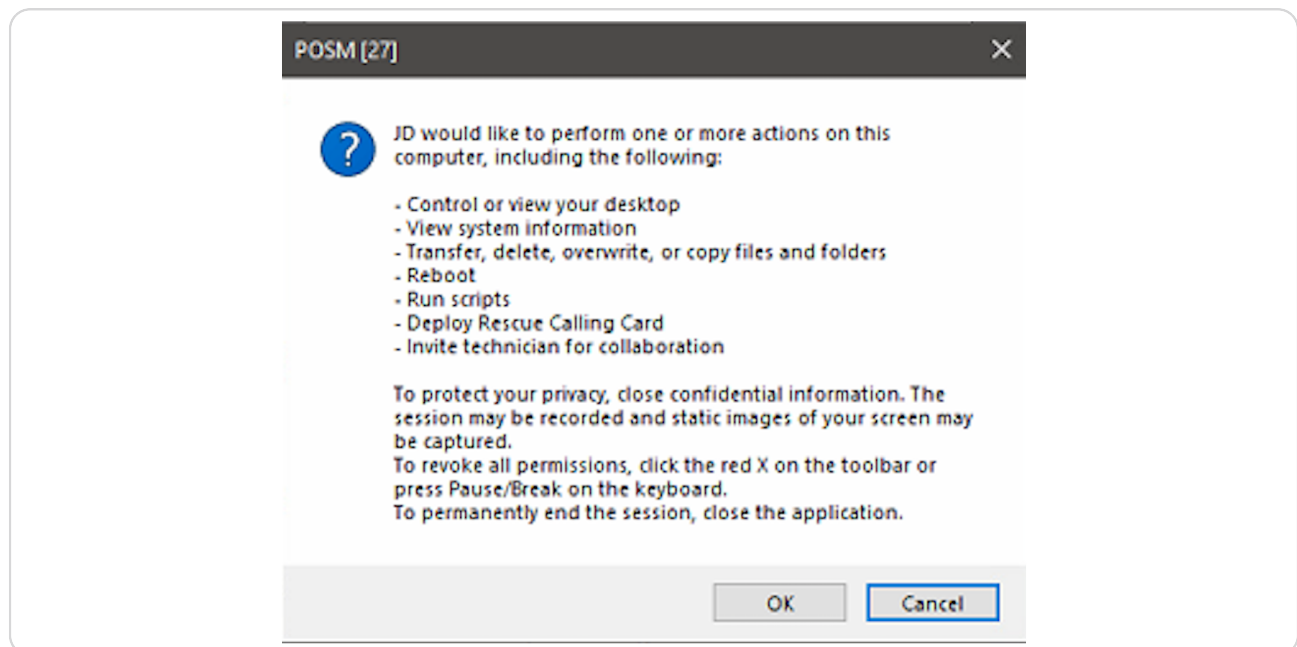 POSM [27]
JD would like to perform one or more actions on this
computer, including the following:
- Control or view your desktop
- View system information
- Transfer, delete, overwrite, or copy files and folders
- Reboot
- Run scripts
- Deploy Rescue Calling Card
- Invite technician for collaboration
To protect your privacy, close confidential information. The
session may be recorded and static images of your screen may
be captured.
To revoke all permissions, click the red X on the toolbar or
press Pause/Break on the keyboard.
To permanently end the session, close the application.
OK
Cancel